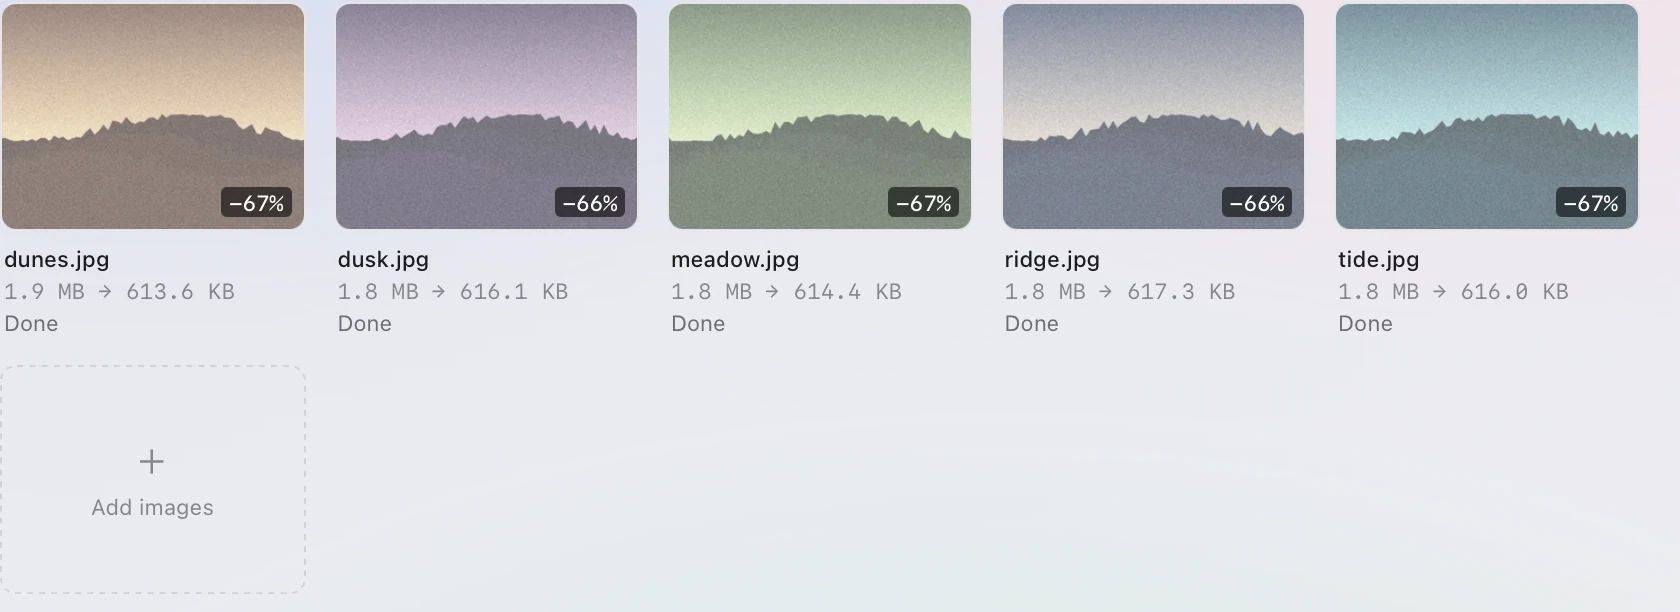 −67%
−66%
−67%
−66%
−67%
dunes.jpg
1.9 MB → 613.6 KB
Done
dusk.jpg
1.8 MB → 616.1 KB
Done
meadow.jpg
1.8 MB → 614.4 KB
Done
ridge.jpg
1.8 MB → 617.3 KB
Done
tide.jpg
1.8 MB → 616.0 KB
Done
+
Add images